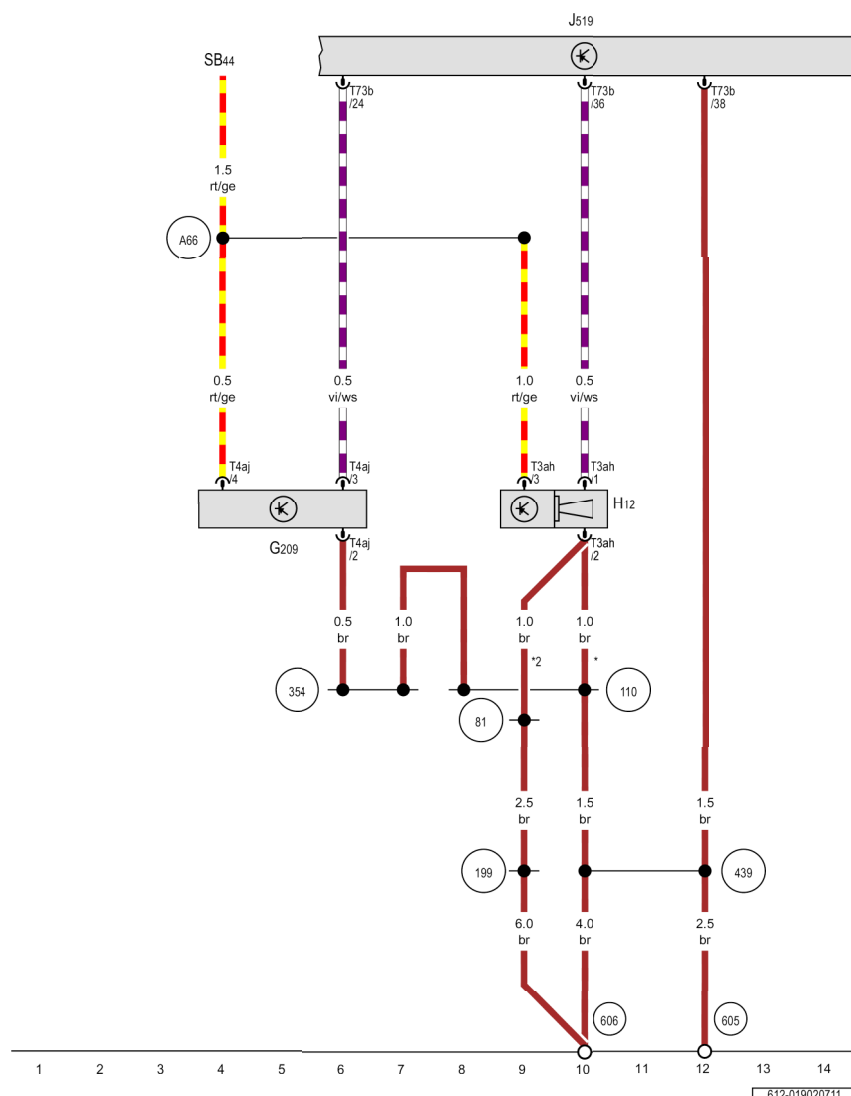 J519
SB44
T73b
/24
T73b
/36
T73b
/38
1.5
rt/ge
A66
0.5
rt/ge
0.5
vi/ws
1.0
rt/ge
0.5
vi/ws
T4aj
/4
T4aj
/3
T3ah
/3
T3ah
/1
H12
G209
T4aj
/2
T3ah
/2
0.5
br
1.0
br
1.0
br
1.0
br
*2
*
354
110
81
2.5
br
1.5
br
1.5
br
199
439
6.0
br
4.0
br
2.5
br
606
605
1 2 3 4 5 6 7 8 9 10 11 12 13 14
612-019020711